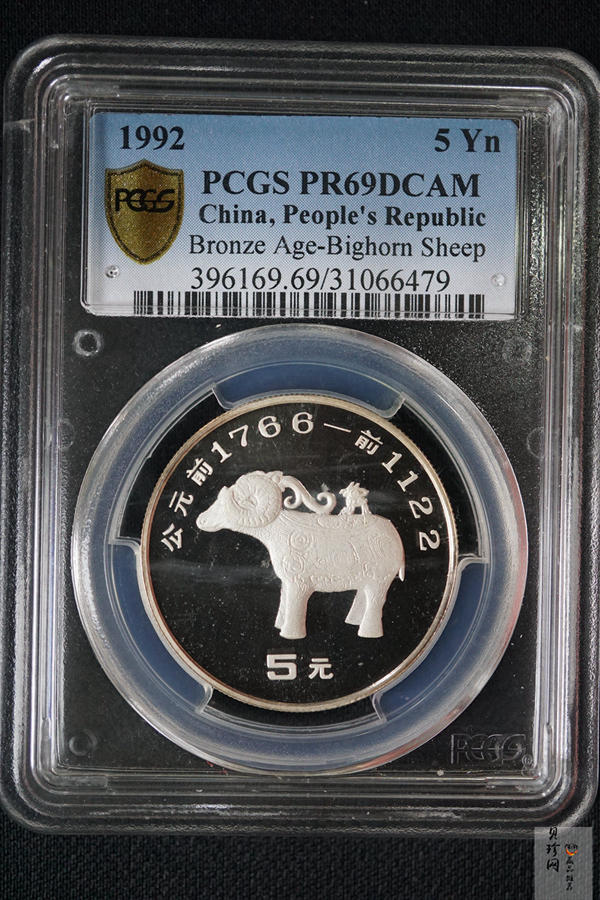 1992
5 Yn
PCGS
PCGS PR69DCAM
China, People's Republic
Bronze Age-Bighorn Sheep
396169.69/31066479
公元前1766一前1122
5元
PCGS
贝珍网